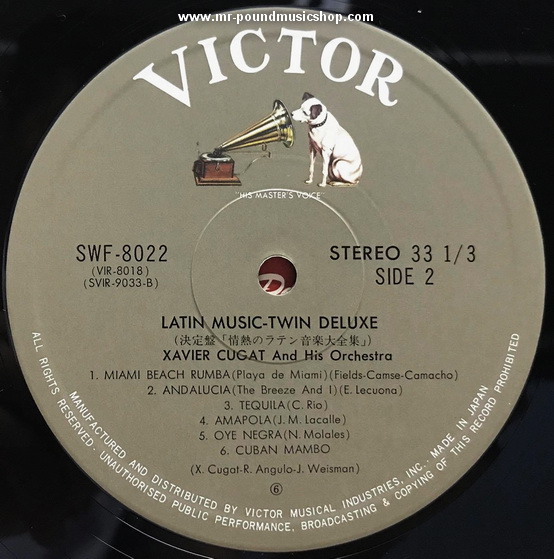 www.mr-poundmusicshop.com
VICTOR
"HIS MASTER'S VOICE"
SWF-8022
(VIR-8018)
(SVIR-9033-B)
STEREO 33 1/3
SIDE 2
LATIN MUSIC-TWIN DELUXE
(決定盤「情熱のラテン音楽大全集」)
XAVIER CUGAT And His Orchestra
1. MIAMI BEACH RUMBA(Playa de Miami)(Fields-Camse-Camacho)
2. ANDALUCIA(The Breeze And I)(E. Lecuona)
3. TEQUILA(C. Rio)
4. AMAPOLA(J. M. Lacalle)
5. OYE NEGRA(N. Molales)
6. CUBAN MAMBO
(X. Cugat-R. Angulo-J. Weisman)
⑥
MANUFACTURED AND DISTRIBUTED BY VICTOR MUSICAL INDUSTRIES, INC. · MADE IN JAPAN
ALL RIGHTS RESERVED · UNAUTHORISED PUBLIC PERFORMANCE, BROADCASTING & COPYING OF THIS RECORD PROHIBITED